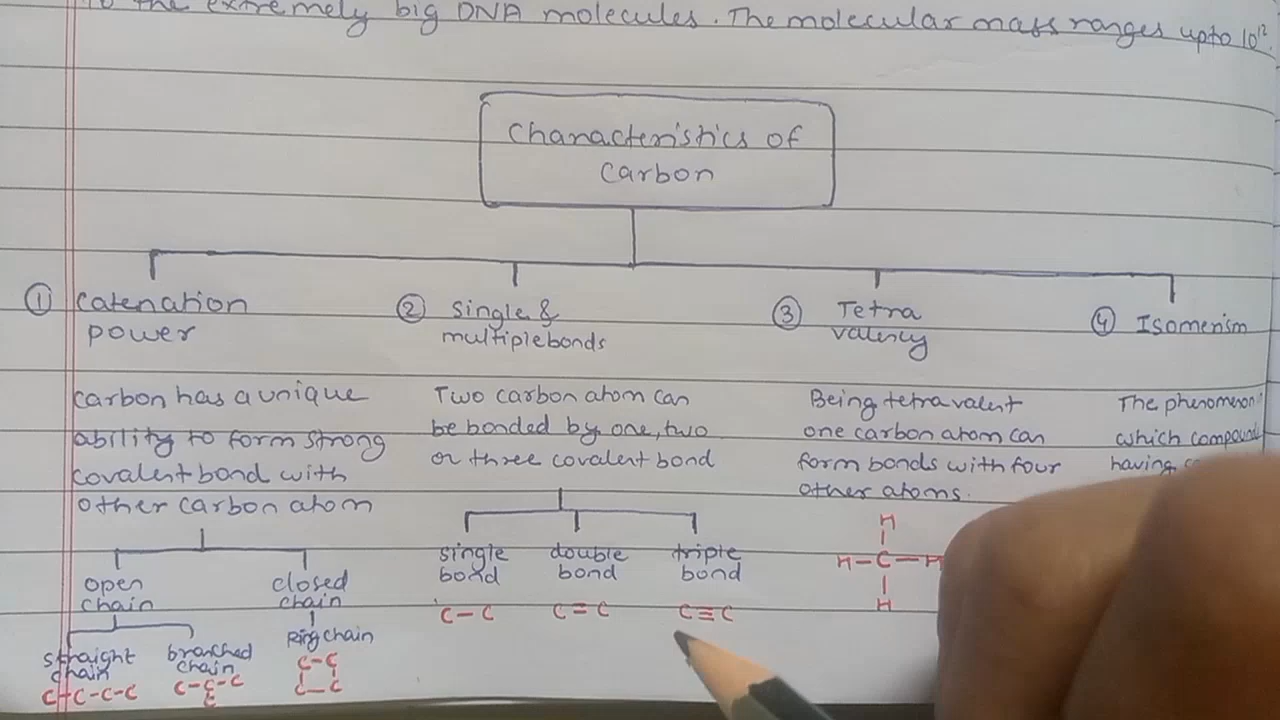 the extremely big DNA molecules. The molecular mass ranges upto 10¹².
Characteristics of
carbon
① Catenation
power
carbon has a unique
ability to form strong
covalent bond with
other carbon atom
open
chain
closed
chain
straight
chain
C-C-C-C
branched
chain
C-C-C
C
Ring chain
C-C
C-C
② Single &
multiple bonds
Two carbon atom can
be bonded by one, two
or three covalent bond
single
bond
C-C
double
bond
C=C
triple
bond
C≡C
③ Tetra
valency
Being tetravalent
one carbon atom can
form bonds with four
other atoms.
H
H-C-H
H
④ Isomerism
The phenomenon
which compound
having